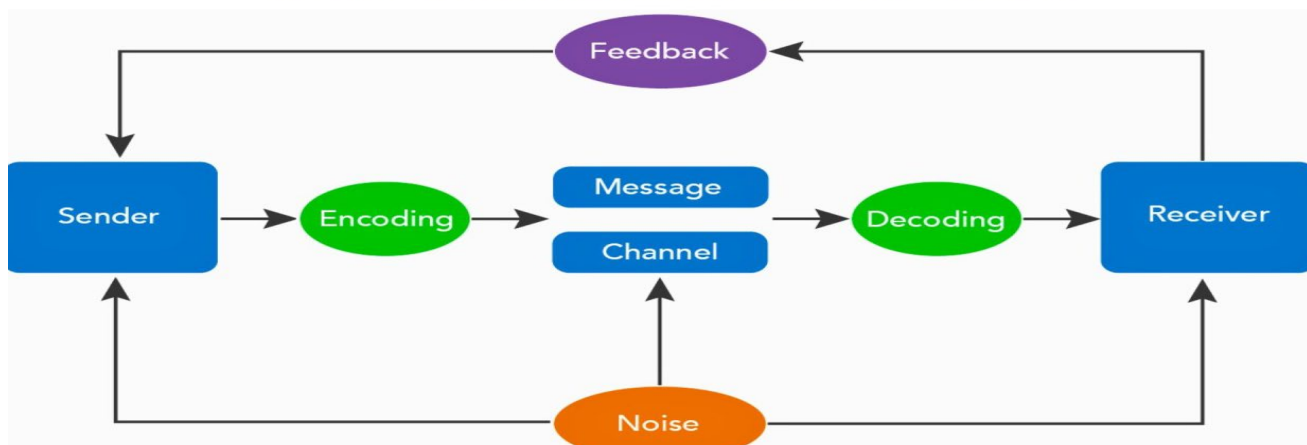 Feedback
Sender
Encoding
Message
Channel
Decoding
Receiver
Noise